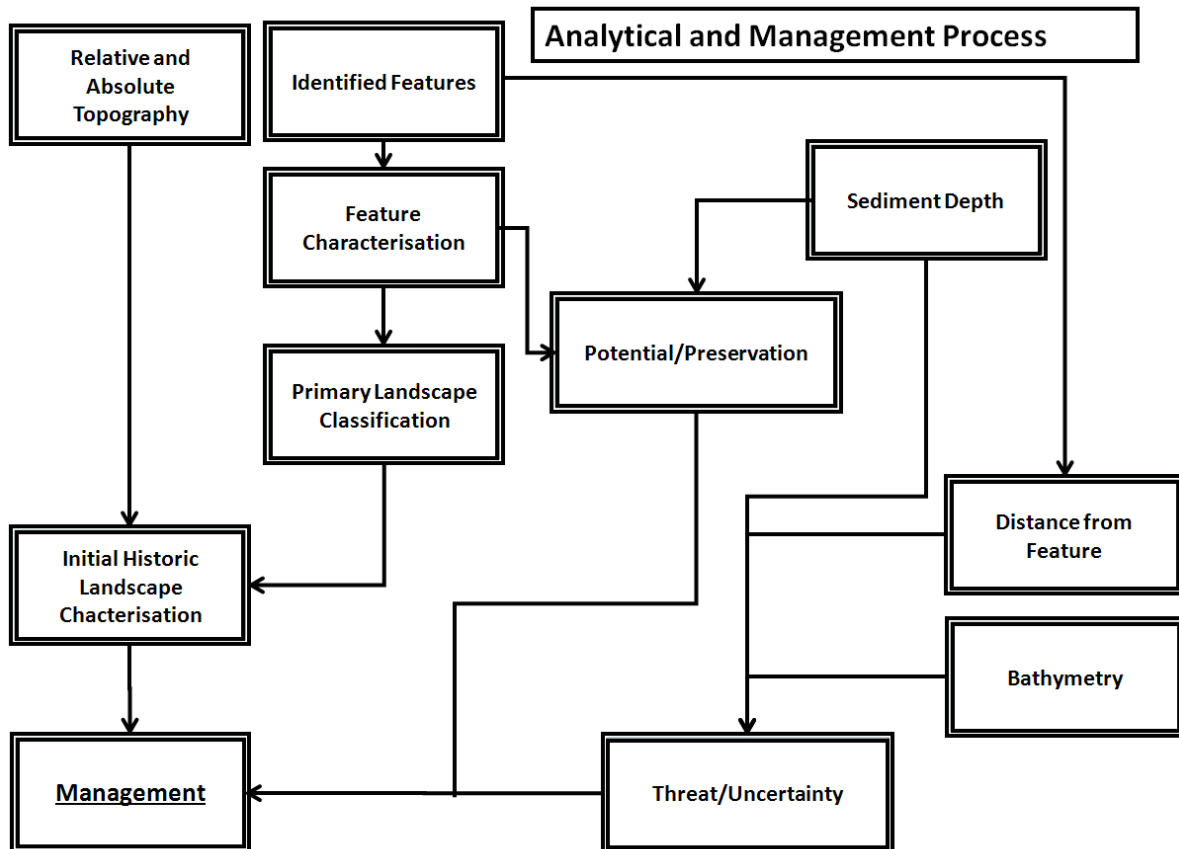 Analytical and Management Process
Relative and
Absolute
Topography
Identified Features
Sediment Depth
Feature
Characterisation
Potential/Preservation
Primary Landscape
Classification
Distance from
Feature
Initial Historic
Landscape
Chacterisation
Bathymetry
Management
Threat/Uncertainty